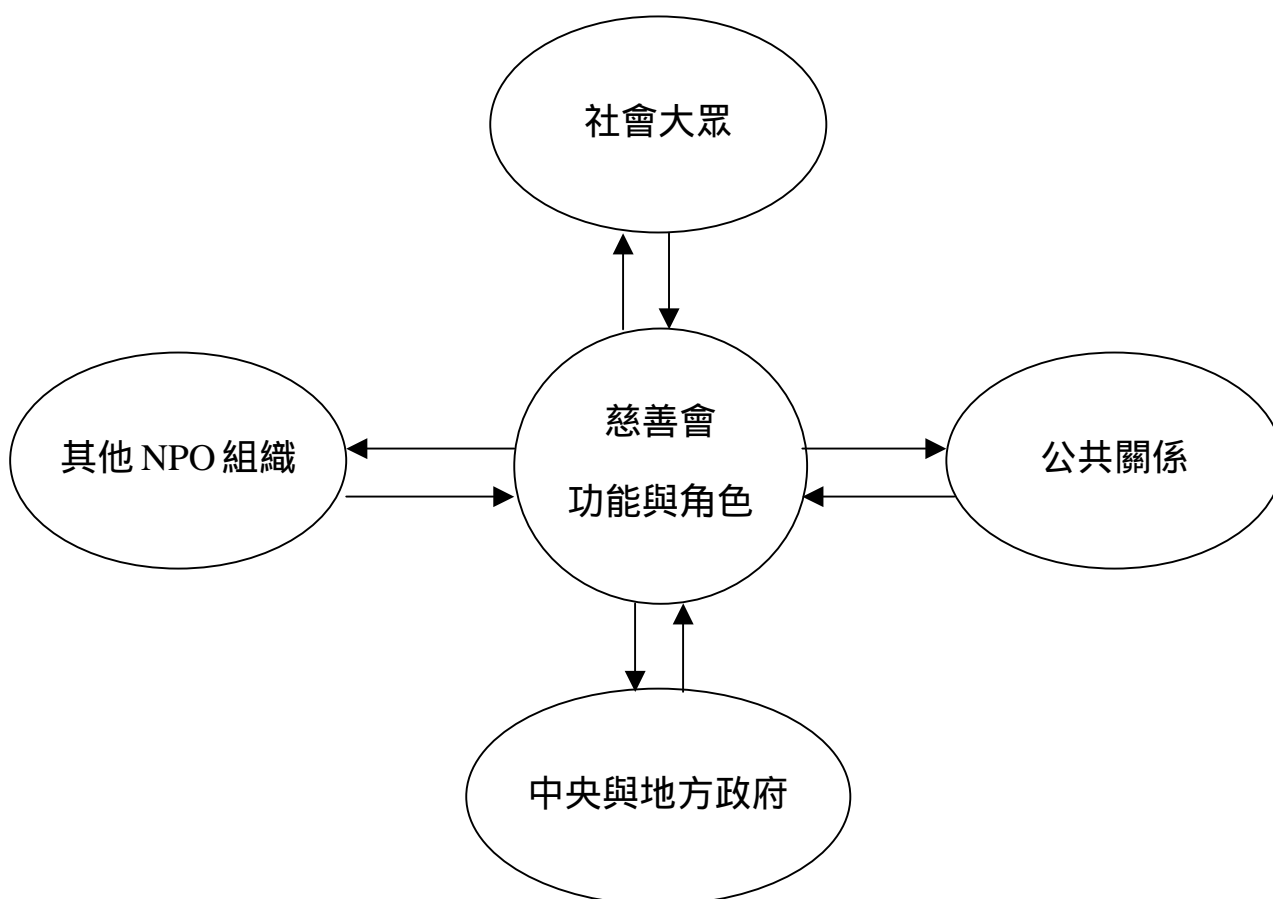 社會大眾
慈善會
功能與角色
其他 NPO 組織
公共關係
中央與地方政府